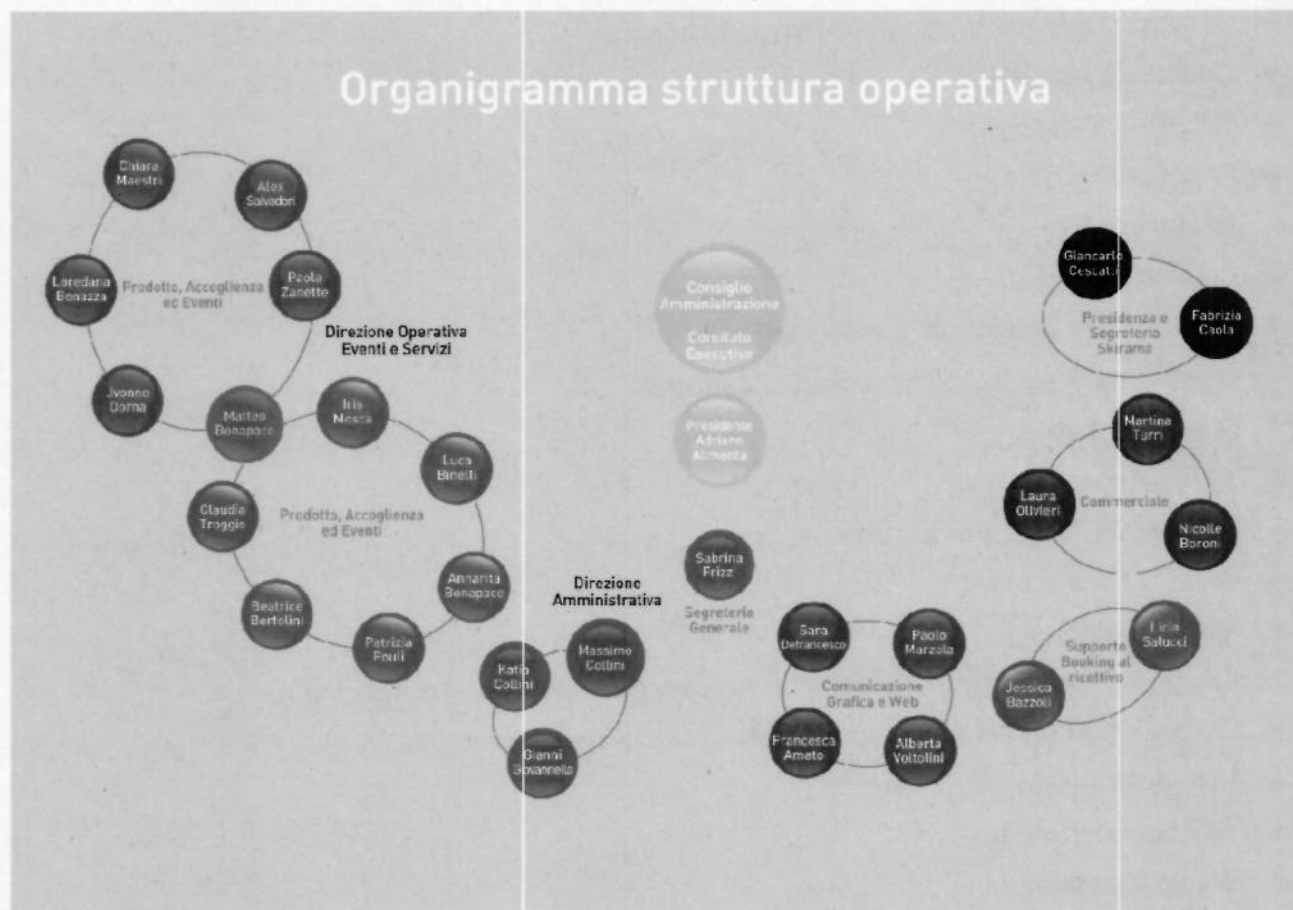 Organigramma struttura operativa
Chiara
Maestri
Alex
Salvadori
Loredana
Bonazza
Prodotto, Accoglienza
ed Eventi
Paola
Zanette
Jvonne
Dorna
Matteo
Bonapace
Direzione Operativa
Eventi e Servizi
Iris
Mosca
Luca
Binelli
Claudia
Troggio
Prodotto, Accoglienza
ed Eventi
Annarita
Bonapace
Beatrice
Bertolini
Patrizia
Pouli
Direzione
Amministrativa
Katia
Collini
Massimo
Collini
Gianni
Giovannella
Consiglio
Amministrazione
Comitato
Esecutivo
Presidente
Adriano
Alimonta
Sabrina
Frizz
Segreteria
Generale
Sara
Defrancesco
Paolo
Marzola
Comunicazione
Grafica e Web
Francesca
Amato
Alberta
Voltolini
Giancarlo
Cescatti
Presidenza e
Segreteria
Skirama
Fabrizia
Caola
Martina
Turri
Laura
Olivieri
Commerciale
Nicolle
Boroni
Licia
Salucci
Supporto
Booking al
ricettivo
Jessica
Bazzoli